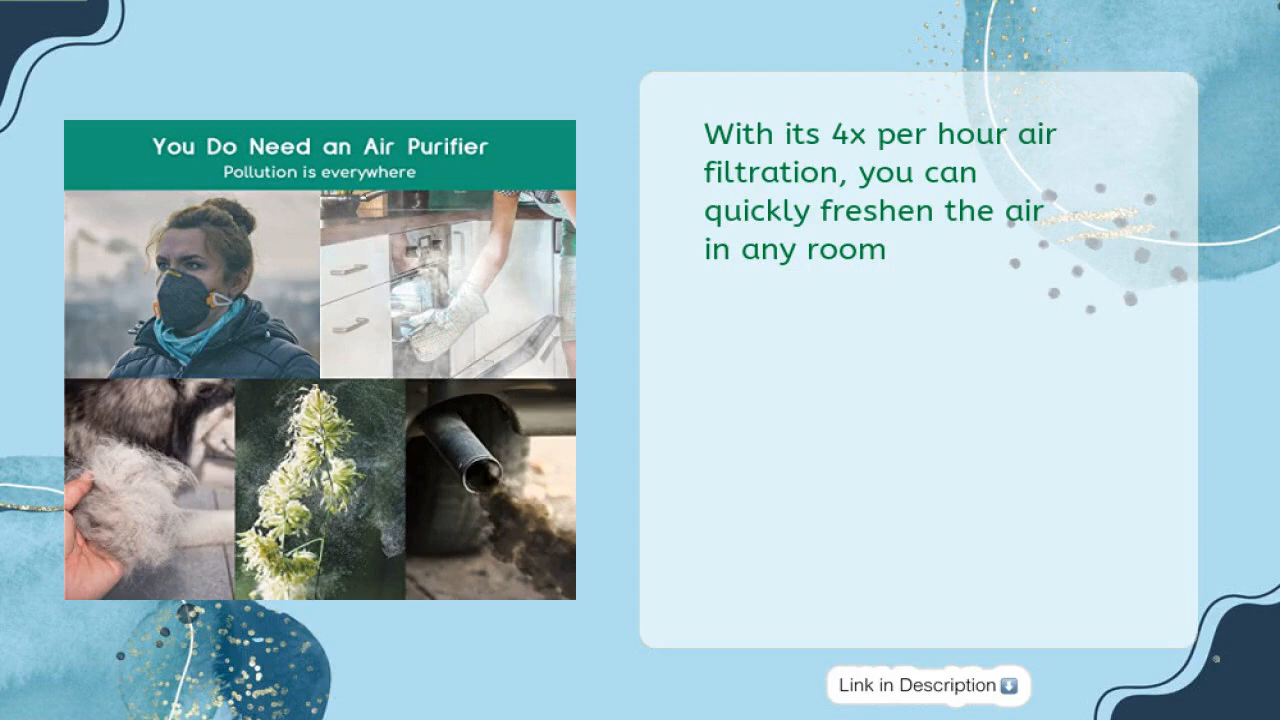 You Do Need an Air Purifier
Pollution is everywhere
With its 4x per hour air
filtration, you can
quickly freshen the air
in any room
Link in Description ⬇️